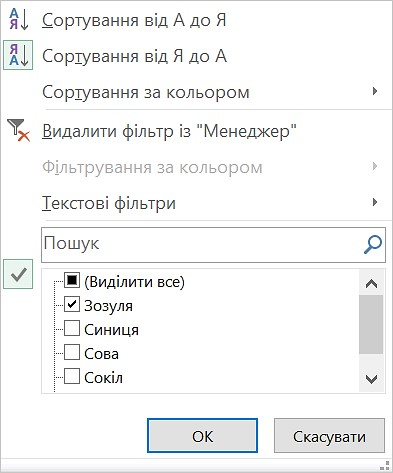 Сортування від А до Я
Сортування від Я до А
Сортування за кольором
Видалити фільтр із "Менеджер"
Фільтрування за кольором
Текстові фільтри
Пошук
(Виділити все)
Зозуля
Синиця
Сова
Сокіл
ОК
Скасувати